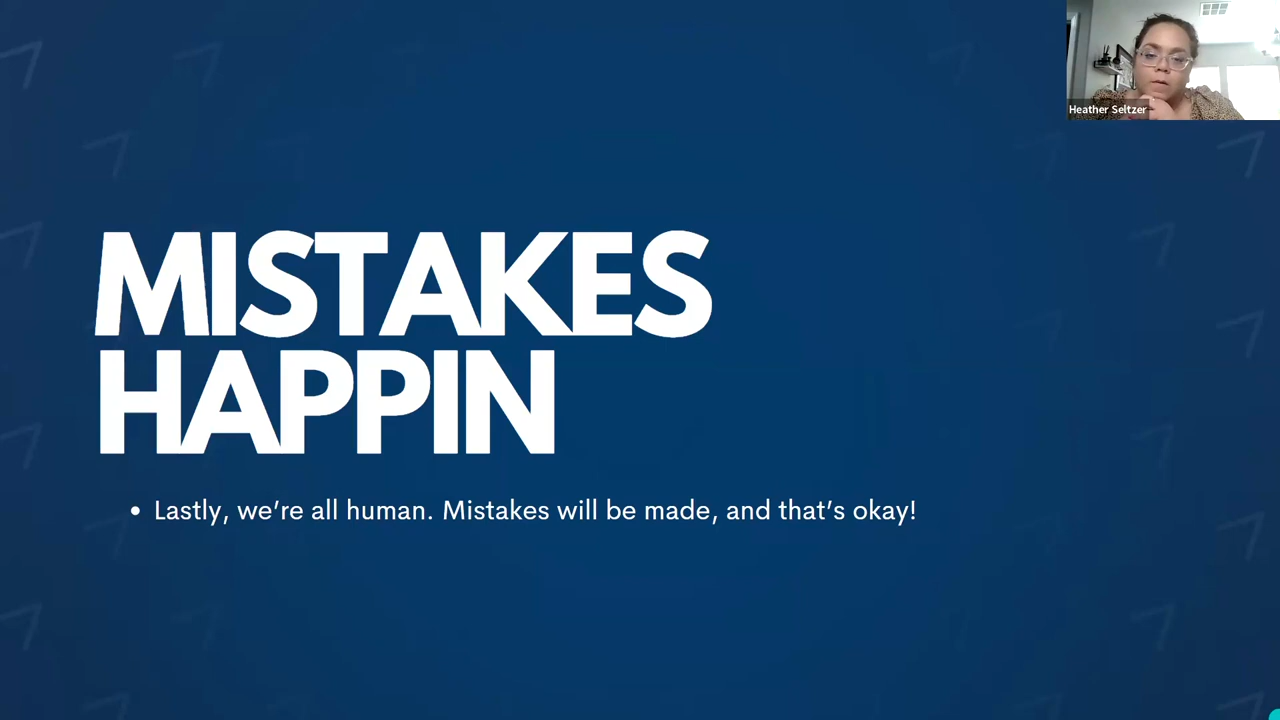 Heather Seltzer
MISTAKES
HAPPIN
• Lastly, we're all human. Mistakes will be made, and that's okay!